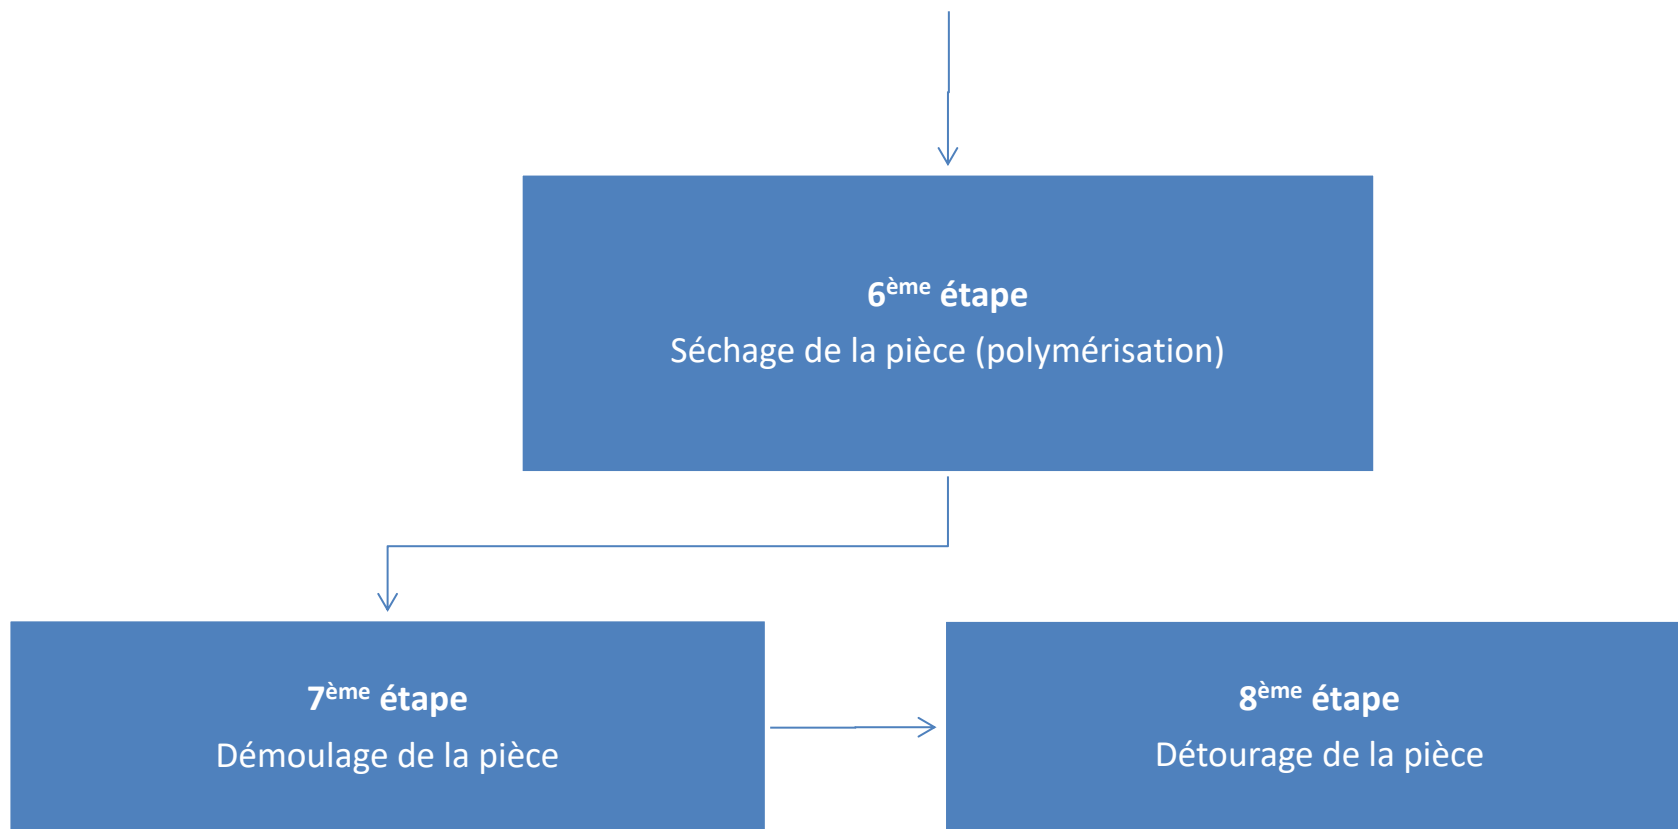 6ème étape
Séchage de la pièce (polymérisation)
7ème étape
Démoulage de la pièce
8ème étape
Détourage de la pièce